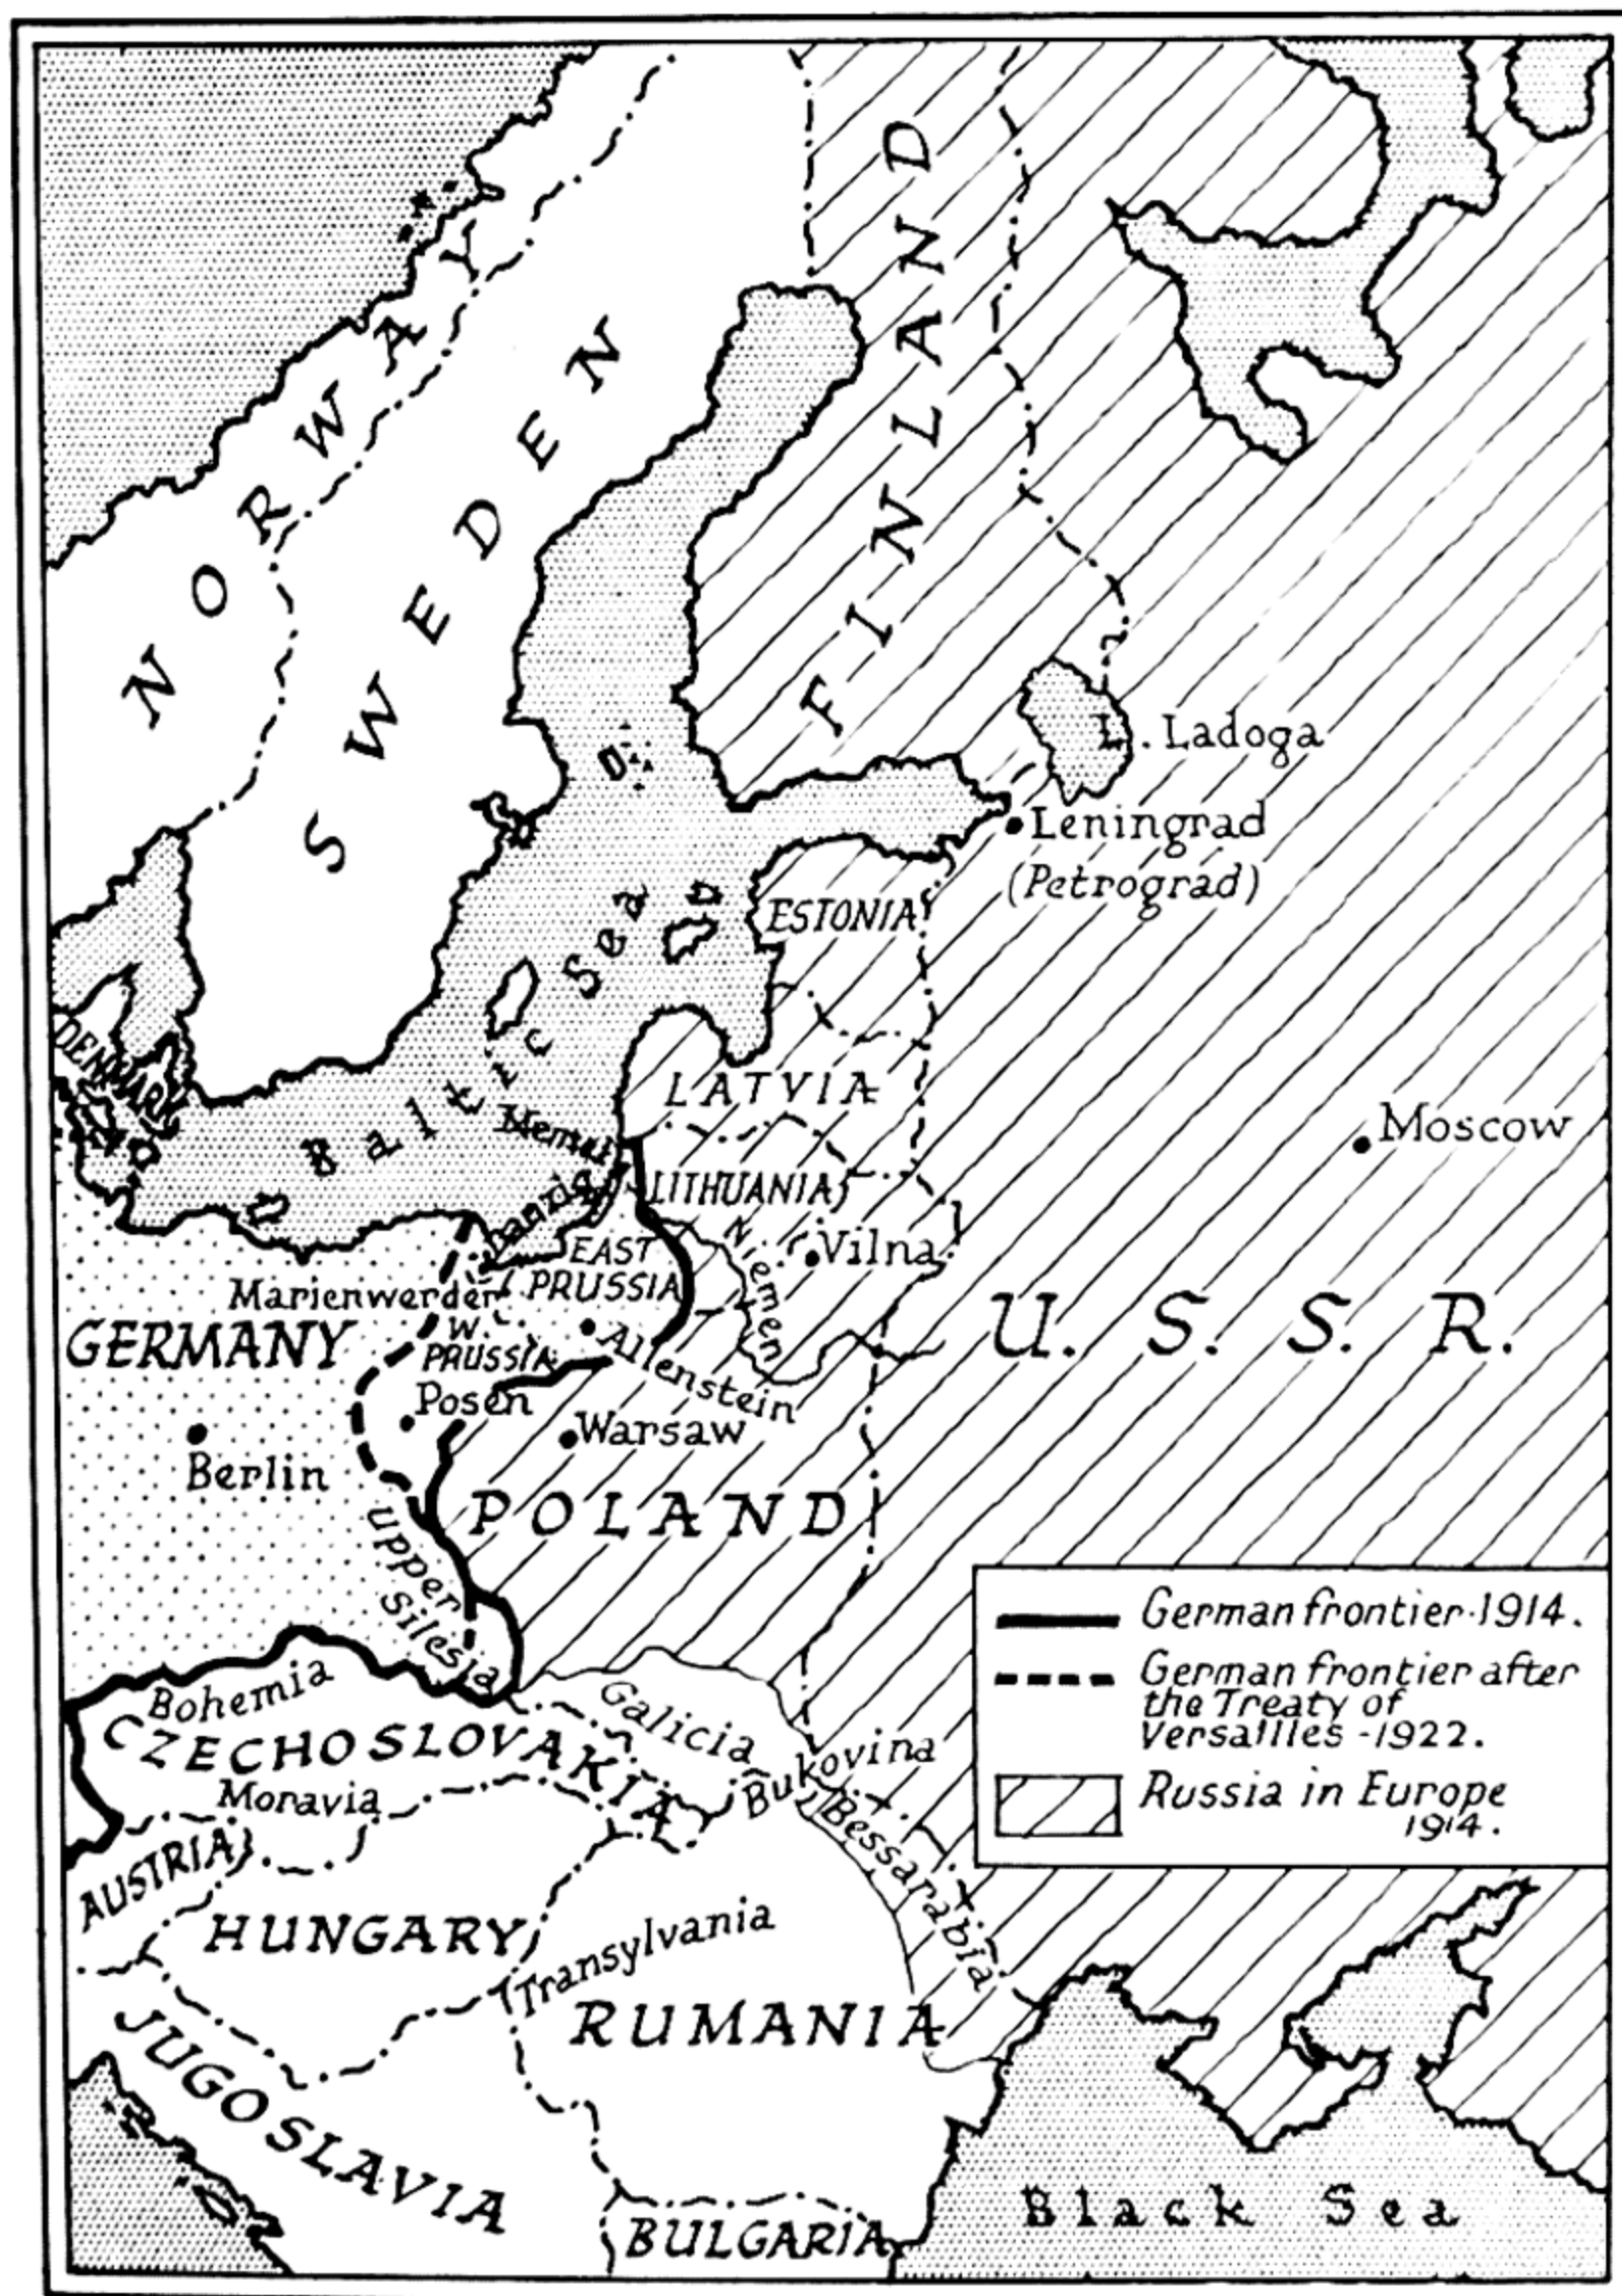 NORWAY
SWEDEN
FINLAND
L. Ladoga
Leningrad
(Petrograd)
ESTONIA
Baltic Sea
DENMARK
LATVIA
Moscow
Memel
LITHUANIA
Danzig
Niemen
Vilna
EAST
PRUSSIA
Marienwerder
W.
PRUSSIA
GERMANY
Allenstein
U. S. S. R.
Posen
Warsaw
Berlin
POLAND
Upper
Silesia
German frontier·1914.
German frontier after
the Treaty of
Versailles -1922.
Russia in Europe
1914.
Bohemia
CZECHOSLOVAKIA
Moravia
Galicia
Bukovina
Bessarabia
AUSTRIA
HUNGARY
Transylvania
RUMANIA
JUGOSLAVIA
BULGARIA
Black Sea